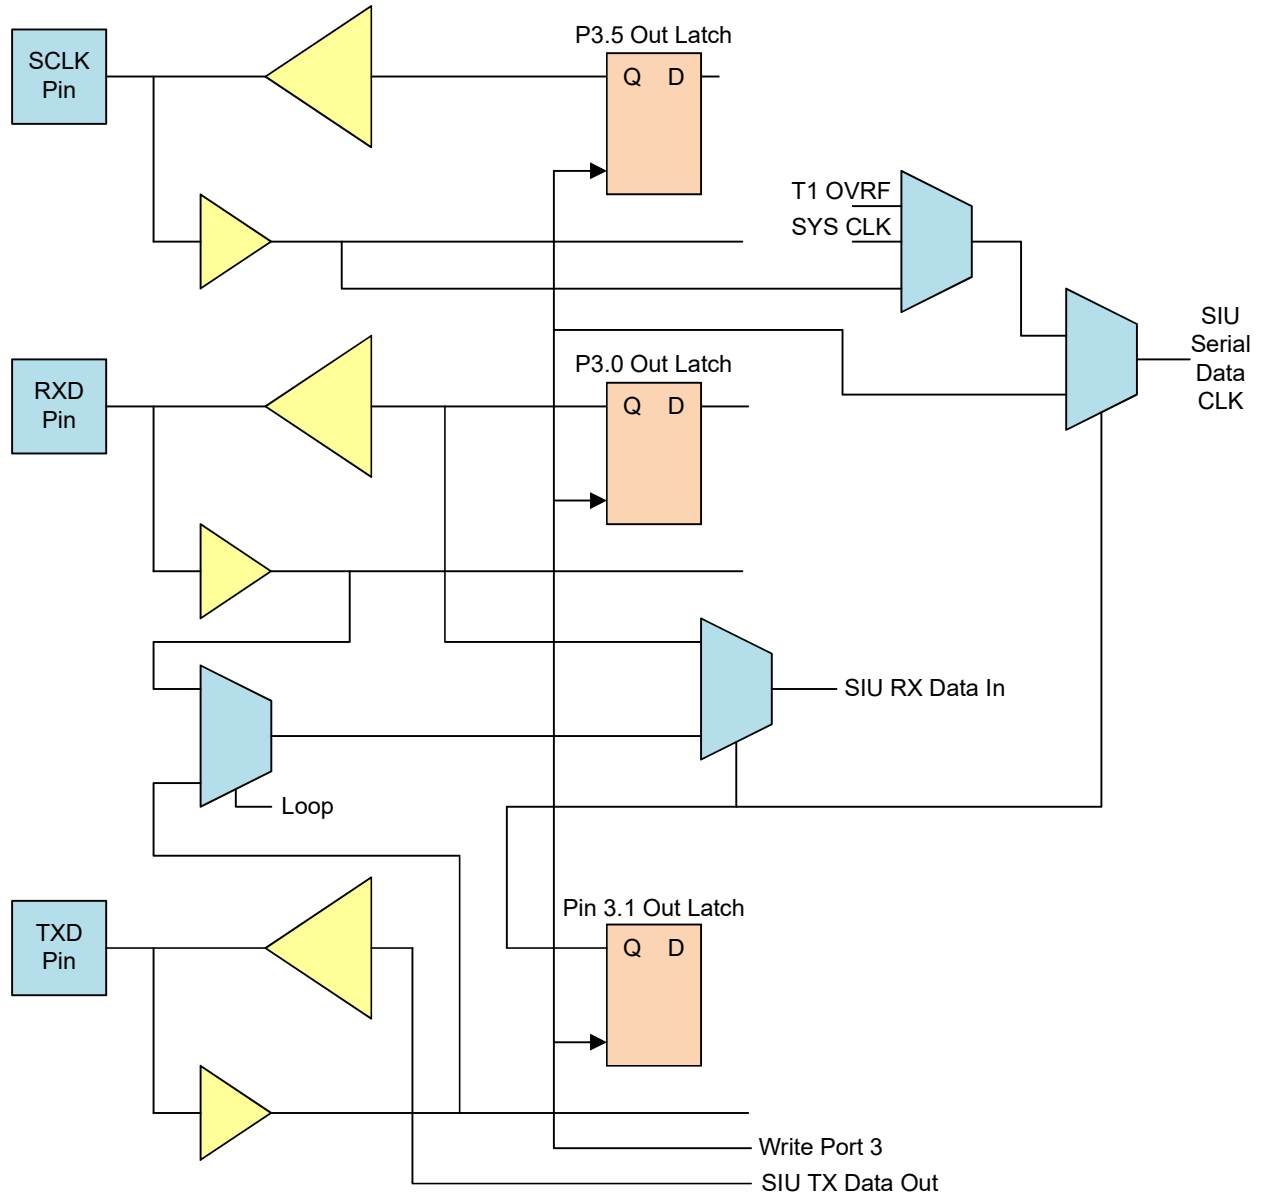 P3.5 Out Latch
SCLK
Pin
Q D
T1 OVRF
SYS CLK
SIU
Serial
Data
CLK
P3.0 Out Latch
RXD
Pin
Q D
SIU RX Data In
Loop
Pin 3.1 Out Latch
TXD
Pin
Q D
Write Port 3
SIU TX Data Out